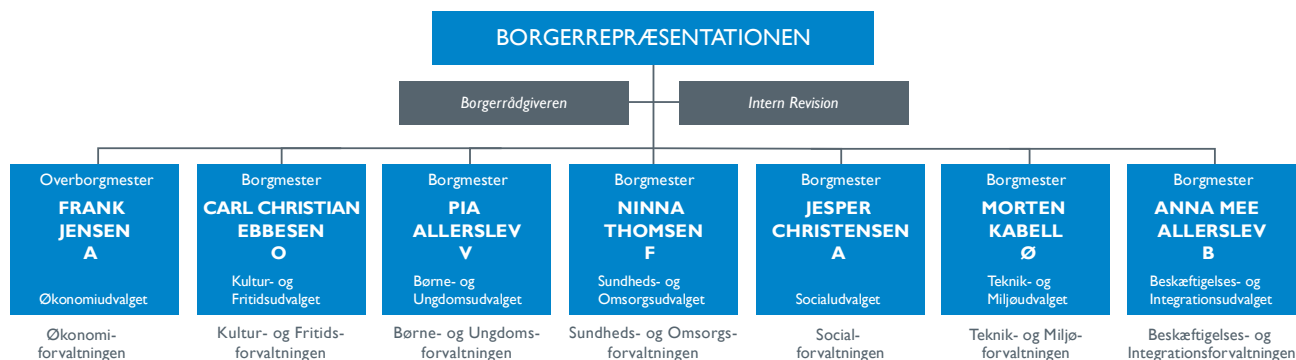 BORGERREPRÆSENTATIONEN
Borgerrådgiveren
Intern Revision
Overborgmester
FRANK
JENSEN
A
Økonomiudvalget
Økonomi-
forvaltningen
Borgmester
CARL CHRISTIAN
EBBESEN
O
Kultur- og
Fritidsudvalget
Kultur- og Fritids-
forvaltningen
Borgmester
PIA
ALLERSLEV
V
Børne- og
Ungdomsudvalget
Børne- og Ungdoms-
forvaltningen
Borgmester
NINNA
THOMSEN
F
Sundheds- og
Omsorgsudvalget
Sundheds- og Omsorgs-
forvaltningen
Borgmester
JESPER
CHRISTENSEN
A
Socialudvalget
Social-
forvaltningen
Borgmester
MORTEN
KABELL
Ø
Teknik- og
Miljøudvalget
Teknik- og Miljø-
forvaltningen
Borgmester
ANNA MEE
ALLERSLEV
B
Beskæftigelses- og
Integrationsudvalget
Beskæftigelses- og
Integrationsforvaltningen